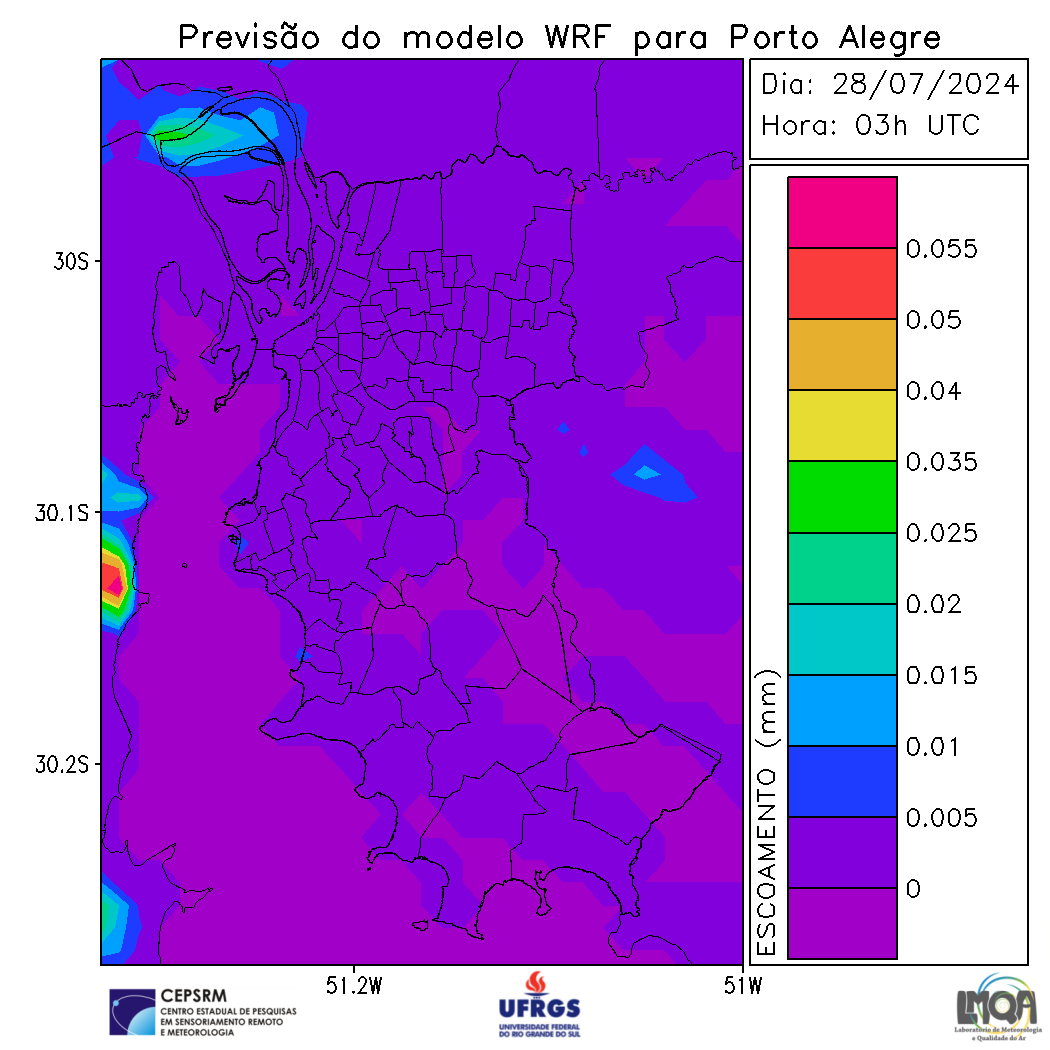 Previsão do modelo WRF para Porto Alegre
Dia: 28/07/2024
Hora: 03h UTC
0.055
0.05
0.04
0.035
0.025
0.02
0.015
0.01
0.005
0
ESCOAMENTO (mm)
30S
30.1S
30.2S
51.2W
51W
CEPSRM
CENTRO ESTADUAL DE PESQUISAS
EM SENSORIAMENTO REMOTO
E METEOROLOGIA
UFRGS
UNIVERSIDADE FEDERAL
DO RIO GRANDE DO SUL
LMQA
Laboratório de Meteorologia
e Qualidade do Ar